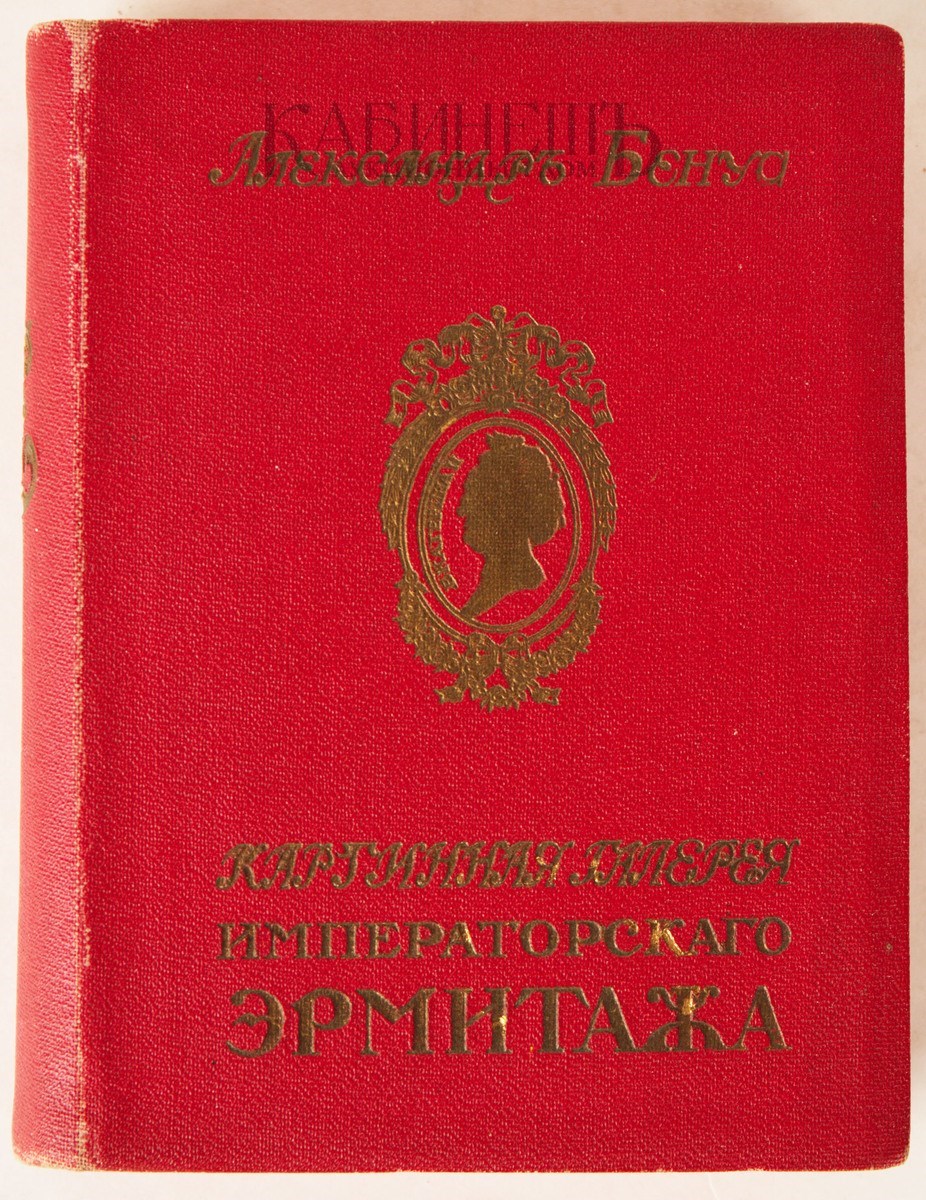 КАБИНЕТЪ
Александръ Бенуа
КАРТИННАЯ ГАЛЕРЕЯ
ИМПЕРАТОРСКАГО
ЭРМИТАЖА